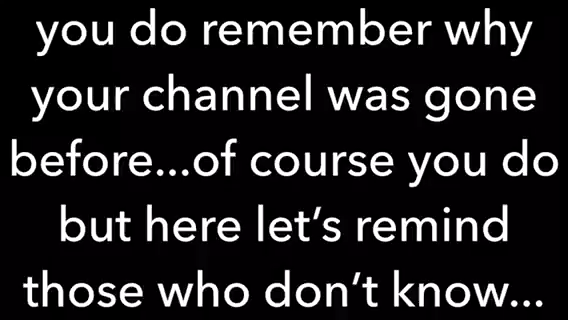 you do remember why
your channel was gone
before...of course you do
but here let’s remind
those who don’t know...